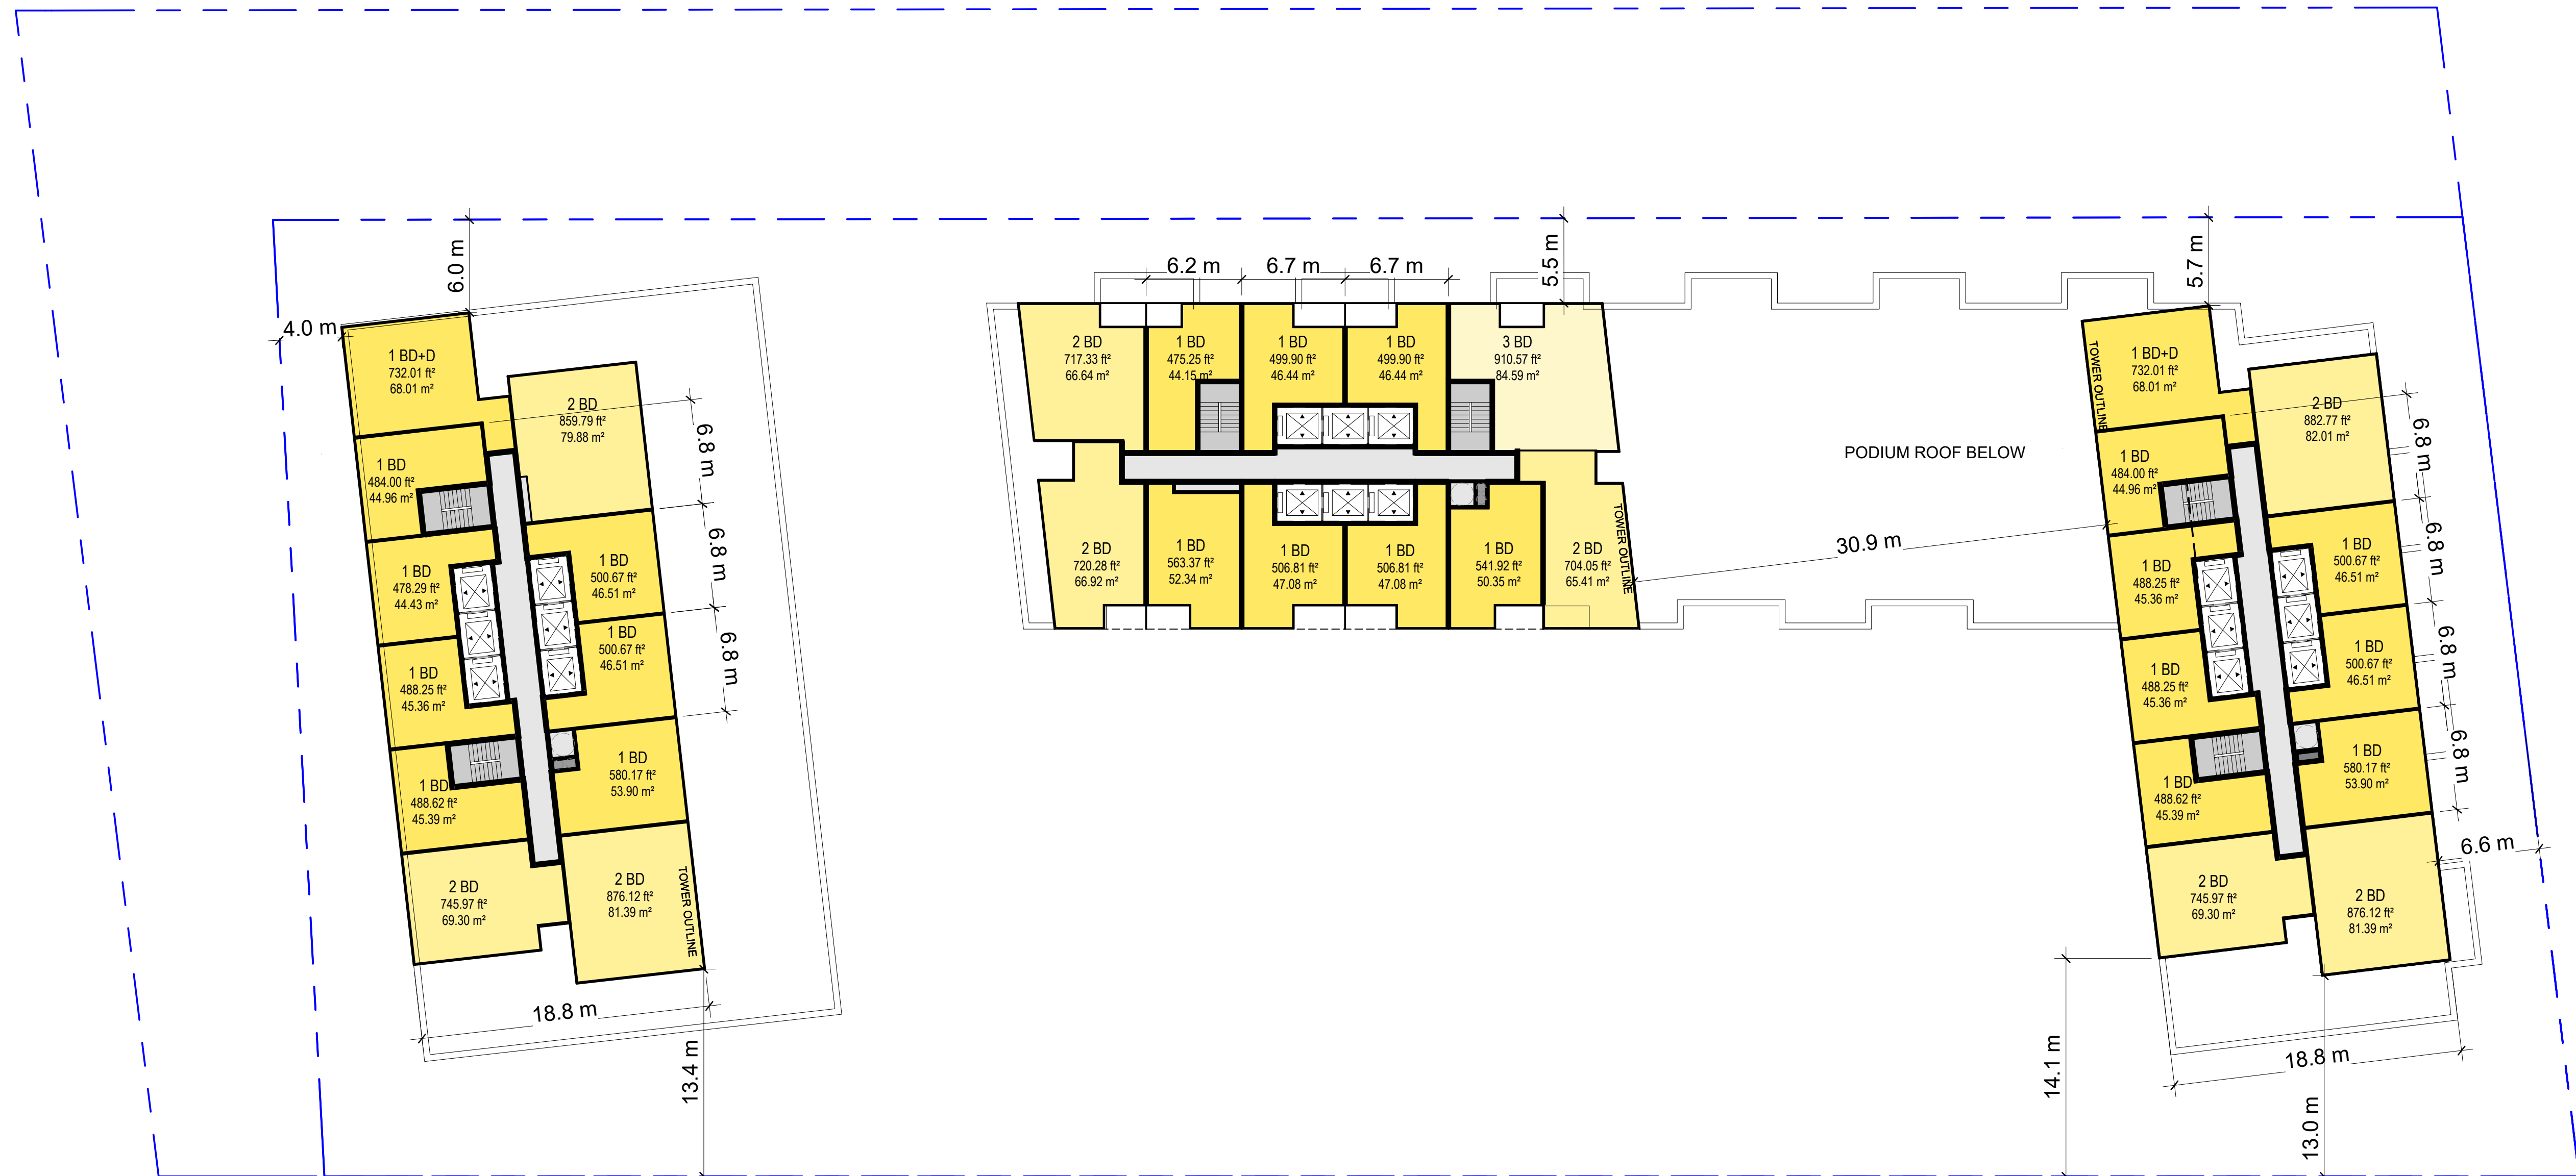 6.0 m
4.0 m
1 BD+D
732.01 ft²
68.01 m²
2 BD
859.79 ft²
79.88 m²
6.8 m
1 BD
484.00 ft²
44.96 m²
1 BD
478.29 ft²
44.43 m²
1 BD
500.67 ft²
46.51 m²
6.8 m
1 BD
500.67 ft²
46.51 m²
6.8 m
1 BD
488.25 ft²
45.36 m²
1 BD
488.62 ft²
45.39 m²
1 BD
580.17 ft²
53.90 m²
2 BD
745.97 ft²
69.30 m²
2 BD
876.12 ft²
81.39 m²
TOWER OUTLINE
18.8 m
13.4 m
6.2 m
6.7 m
6.7 m
5.5 m
2 BD
717.33 ft²
66.64 m²
1 BD
475.25 ft²
44.15 m²
1 BD
499.90 ft²
46.44 m²
1 BD
499.90 ft²
46.44 m²
3 BD
910.57 ft²
84.59 m²
2 BD
720.28 ft²
66.92 m²
1 BD
563.37 ft²
52.34 m²
1 BD
506.81 ft²
47.08 m²
1 BD
506.81 ft²
47.08 m²
1 BD
541.92 ft²
50.35 m²
2 BD
704.05 ft²
65.41 m²
TOWER OUTLINE
PODIUM ROOF BELOW
30.9 m
5.7 m
TOWER OUTLINE
1 BD+D
732.01 ft²
68.01 m²
2 BD
882.77 ft²
82.01 m²
6.8 m
1 BD
484.00 ft²
44.96 m²
1 BD
488.25 ft²
45.36 m²
1 BD
500.67 ft²
46.51 m²
6.8 m
1 BD
488.25 ft²
45.36 m²
1 BD
500.67 ft²
46.51 m²
6.8 m
1 BD
488.62 ft²
45.39 m²
1 BD
580.17 ft²
53.90 m²
6.8 m
6.6 m
2 BD
745.97 ft²
69.30 m²
2 BD
876.12 ft²
81.39 m²
14.1 m
18.8 m
13.0 m